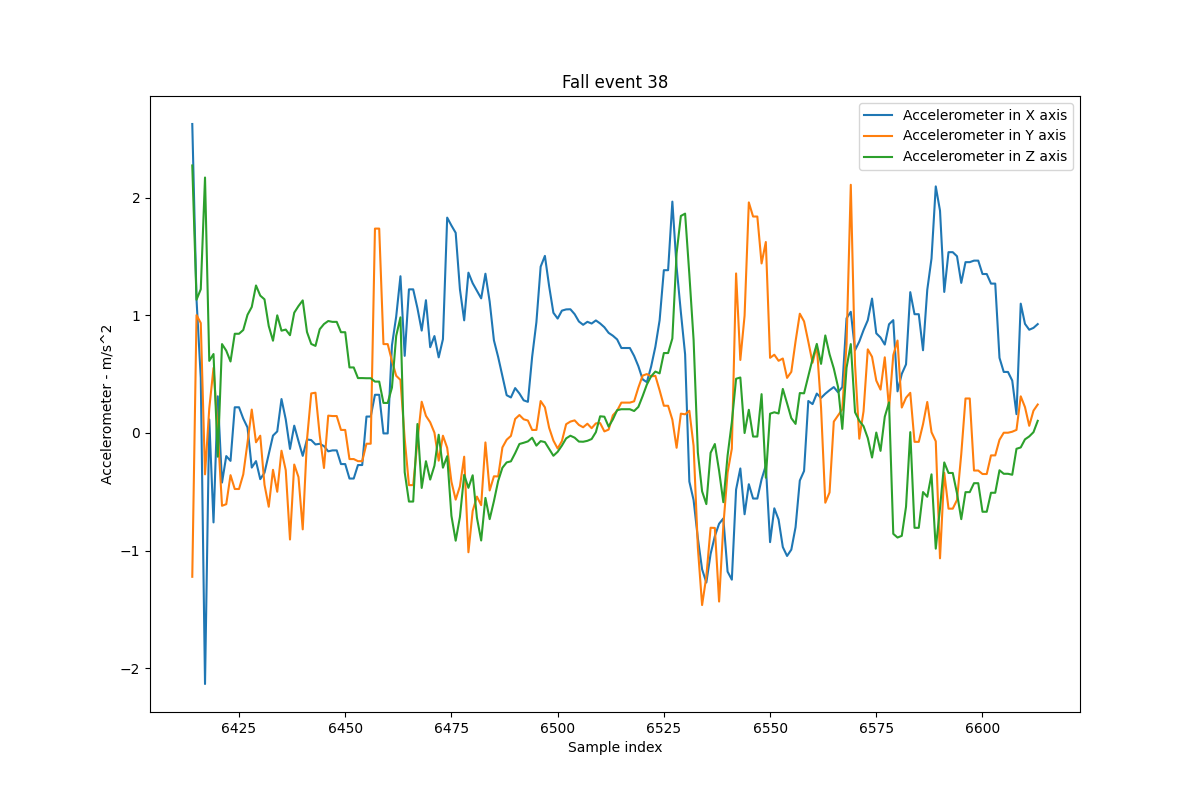 Fall event 38
Accelerometer in X axis
Accelerometer in Y axis
Accelerometer in Z axis
Accelerometer - m/s^2
2
1
0
−1
−2
6425 6450 6475 6500 6525 6550 6575 6600
Sample index